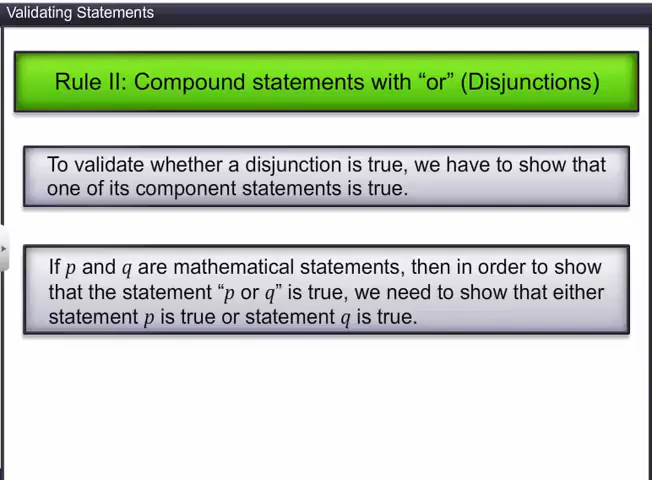 Validating Statements
Rule II: Compound statements with “or” (Disjunctions)
To validate whether a disjunction is true, we have to show that
one of its component statements is true.
If p and q are mathematical statements, then in order to show
that the statement “p or q” is true, we need to show that either
statement p is true or statement q is true.